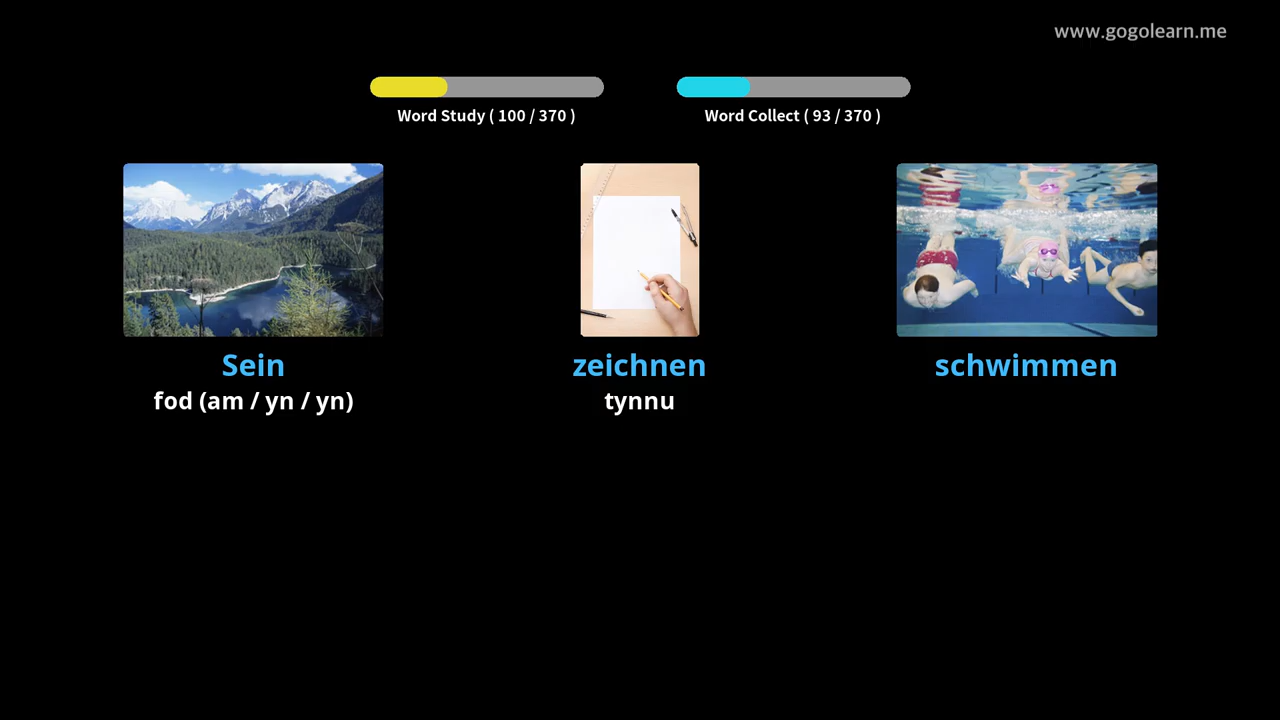 www.gogolearn.me
Word Study ( 100 / 370 )
Word Collect ( 93 / 370 )
Sein
fod (am / yn / yn)
zeichnen
tynnu
schwimmen